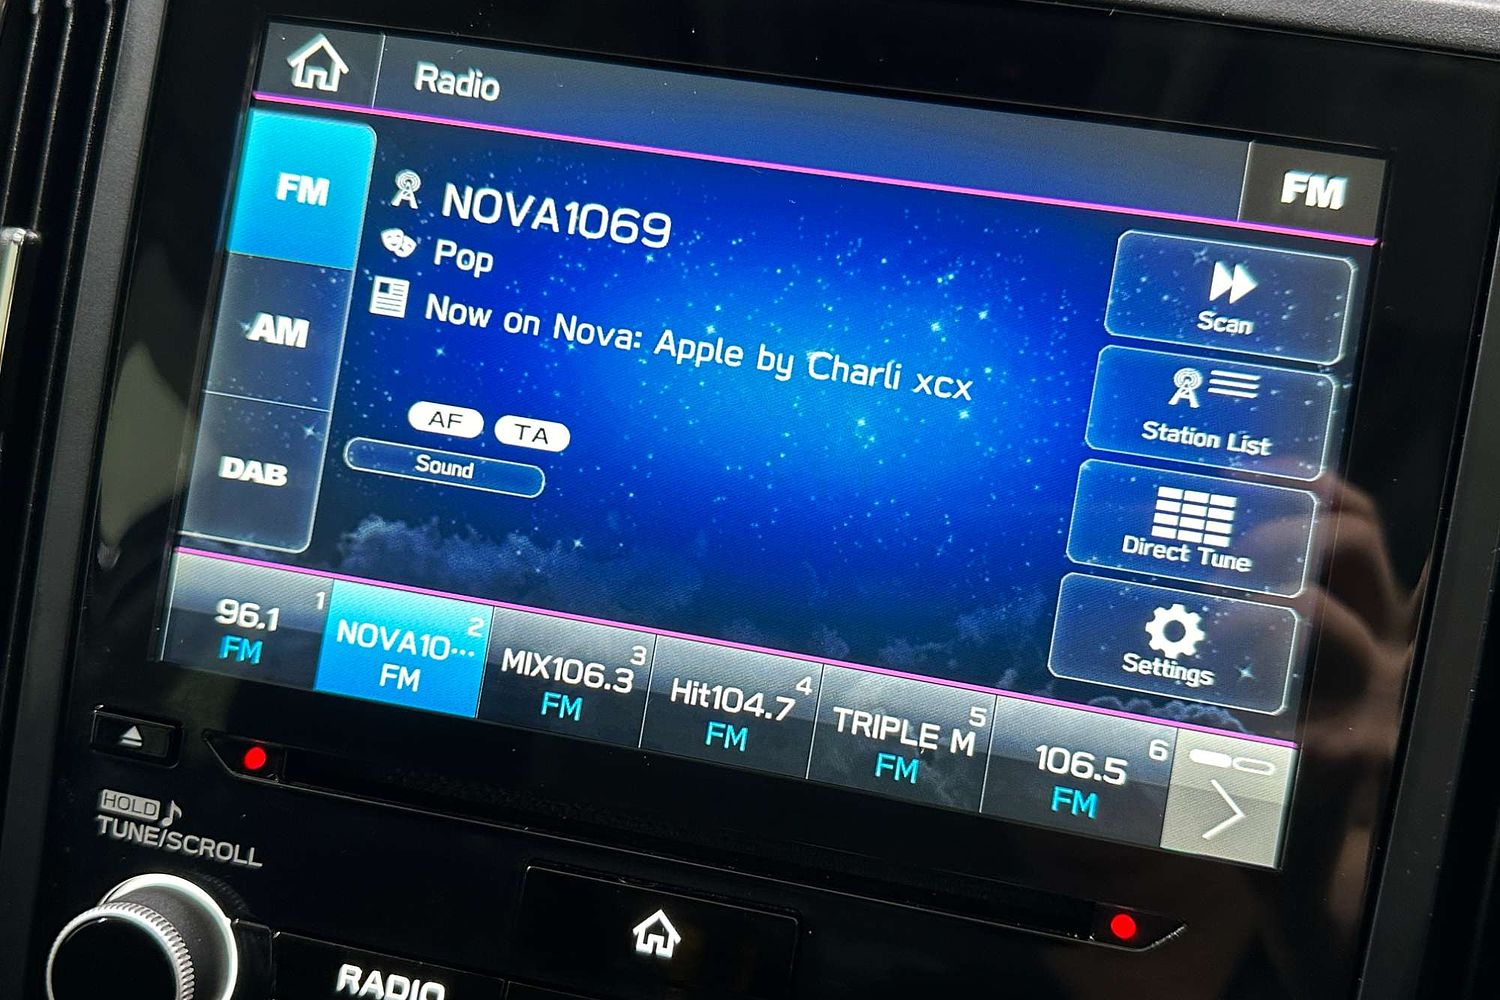 Radio
FM
FM
AM
DAB
NOVA1069
Pop
Now on Nova: Apple by Charli xcx
AF TA
Sound
Scan
Station List
Direct Tune
Settings
96.1 1
FM
NOVA10... 2
FM
MIX106.3 3
FM
Hit104.7 4
FM
TRIPLE M 5
FM
106.5 6
FM
HOLD
TUNE/SCROLL
RADIO